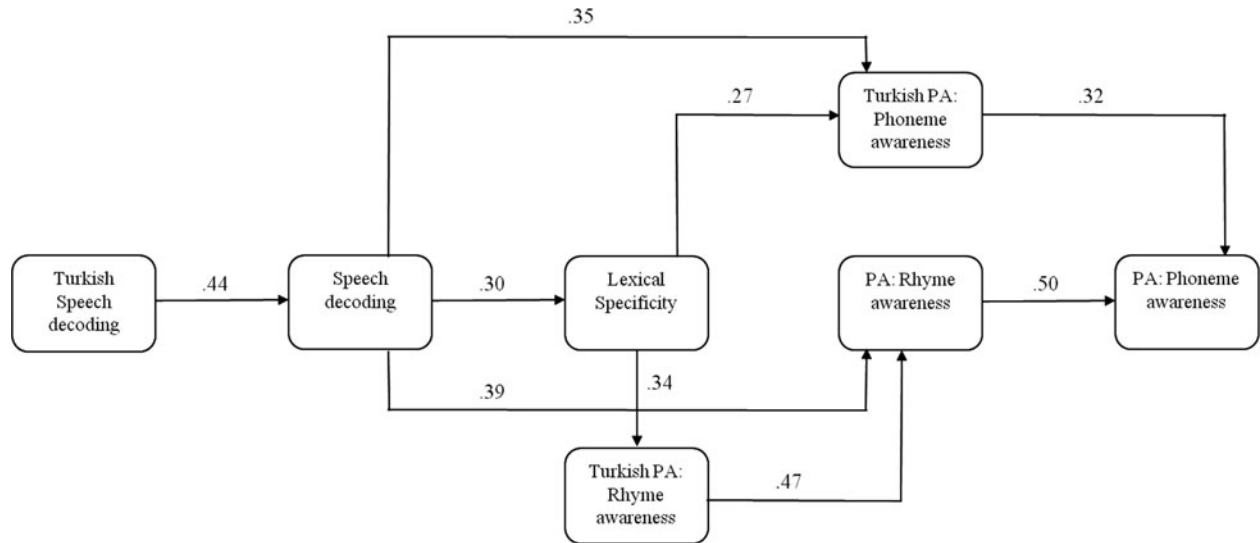 .35
.27
Turkish PA:
Phoneme
awareness
.32
Turkish
Speech
decoding
.44
Speech
decoding
.30
Lexical
Specificity
PA: Rhyme
awareness
.50
PA: Phoneme
awareness
.39
.34
Turkish PA:
Rhyme
awareness
.47